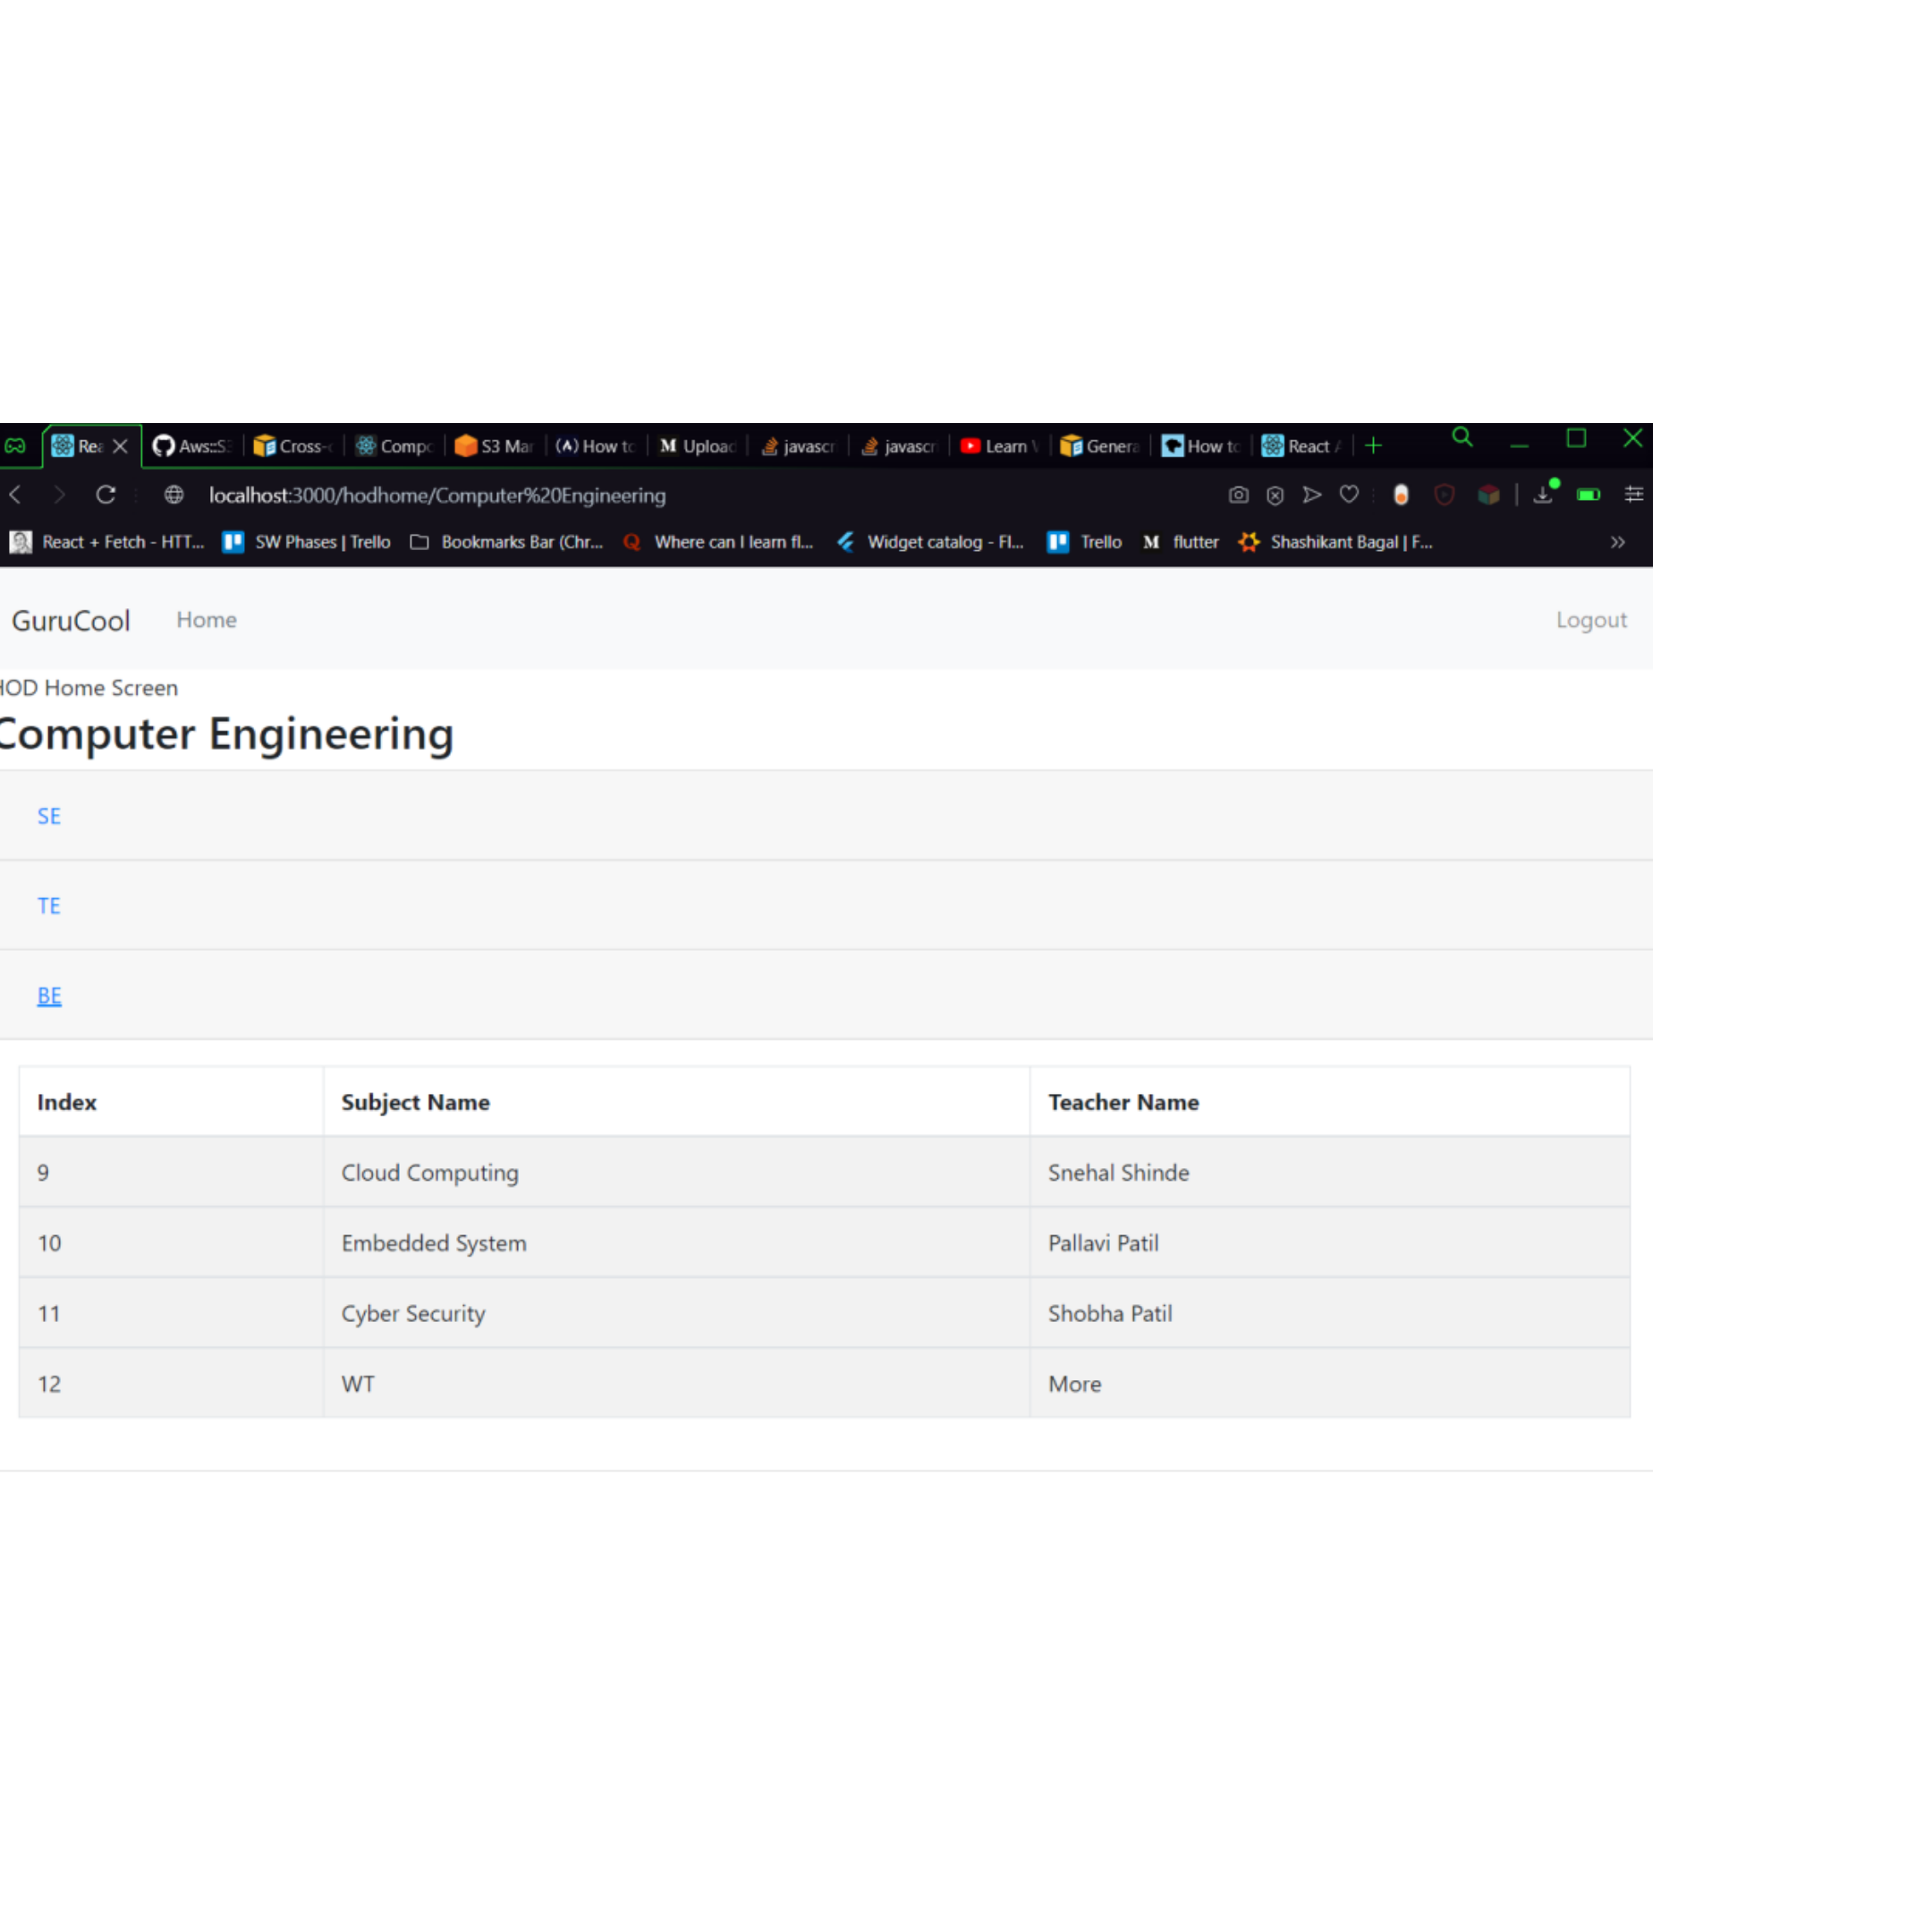 Rea Aws::S3 Cross- Compo S3 Mar How to Upload javascr javascr Learn Genera How to React
localhost:3000/hodhome/Computer%20Engineering
React + Fetch - HTT... SW Phases | Trello Bookmarks Bar (Chr... Where can I learn fl... Widget catalog - Fl... Trello flutter Shashikant Bagal | F...
GuruCool Home Logout
HOD Home Screen
Computer Engineering
SE
TE
BE
Index Subject Name Teacher Name
9 Cloud Computing Snehal Shinde
10 Embedded System Pallavi Patil
11 Cyber Security Shobha Patil
12 WT More